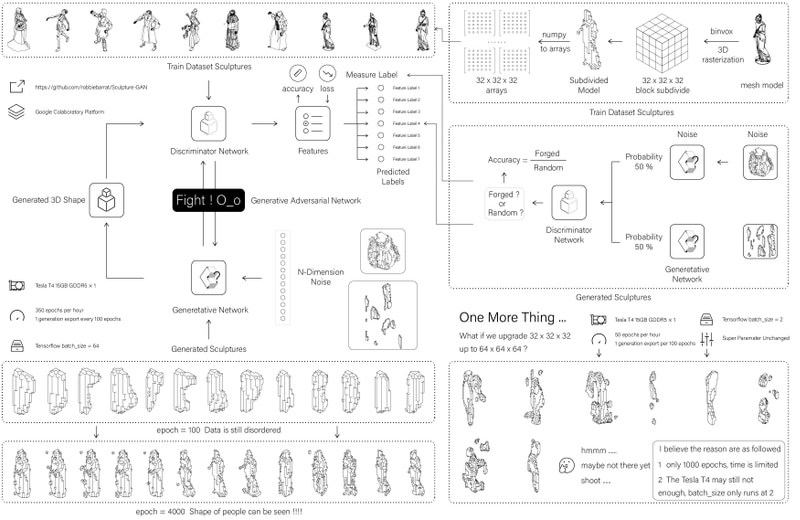 Train Dataset Sculptures
https://github.com/robbiebarrat/Sculpture-GAN
Google Colaboratory Platform
accuracy
loss
Measure Label
Feature Label 1
Feature Label 2
Feature Label 3
Feature Label 4
Feature Label 5
Feature Label 6
Feature Label 7
Discriminator Network
Features
Predicted
Labels
Generated 3D Shape
Fight ! O_o
Generative Adversarial Network
N-Dimension
Noise
Generetative Network
Generated Sculptures
Tesla T4 15GB GDDR5 x 1
350 epochs per hour
1 generation export every 100 epochs
Tensorflow batch_size = 64
epoch = 100 Data is still disordered
epoch = 4000 Shape of people can be seen !!!!
numpy
to arrays
binvox
3D
rasterization
32 x 32 x 32
arrays
Subdivided
Model
32 x 32 x 32
block subdivide
mesh model
Train Dataset Sculptures
Noise
Noise
Accuracy =
Forged
Random
Probability
50 %
Forged ?
or
Random ?
Discriminator
Network
Probability
50 %
Generetative
Network
Generated Sculptures
One More Thing ...
What if we upgrade 32 x 32 x 32
up to 64 x 64 x 64 ?
Tesla T4 15GB GDDR5 x 1
50 epochs per hour
1 generation export per 100 epochs
Tensorflow batch_size = 2
Super Parameter Unchanged
hmmm ....
maybe not there yet
shoot ...
I believe the reason are as followed
1 only 1000 epochs, time is limited
2 The Tesla T4 may still not
enough, batch_size only runs at 2